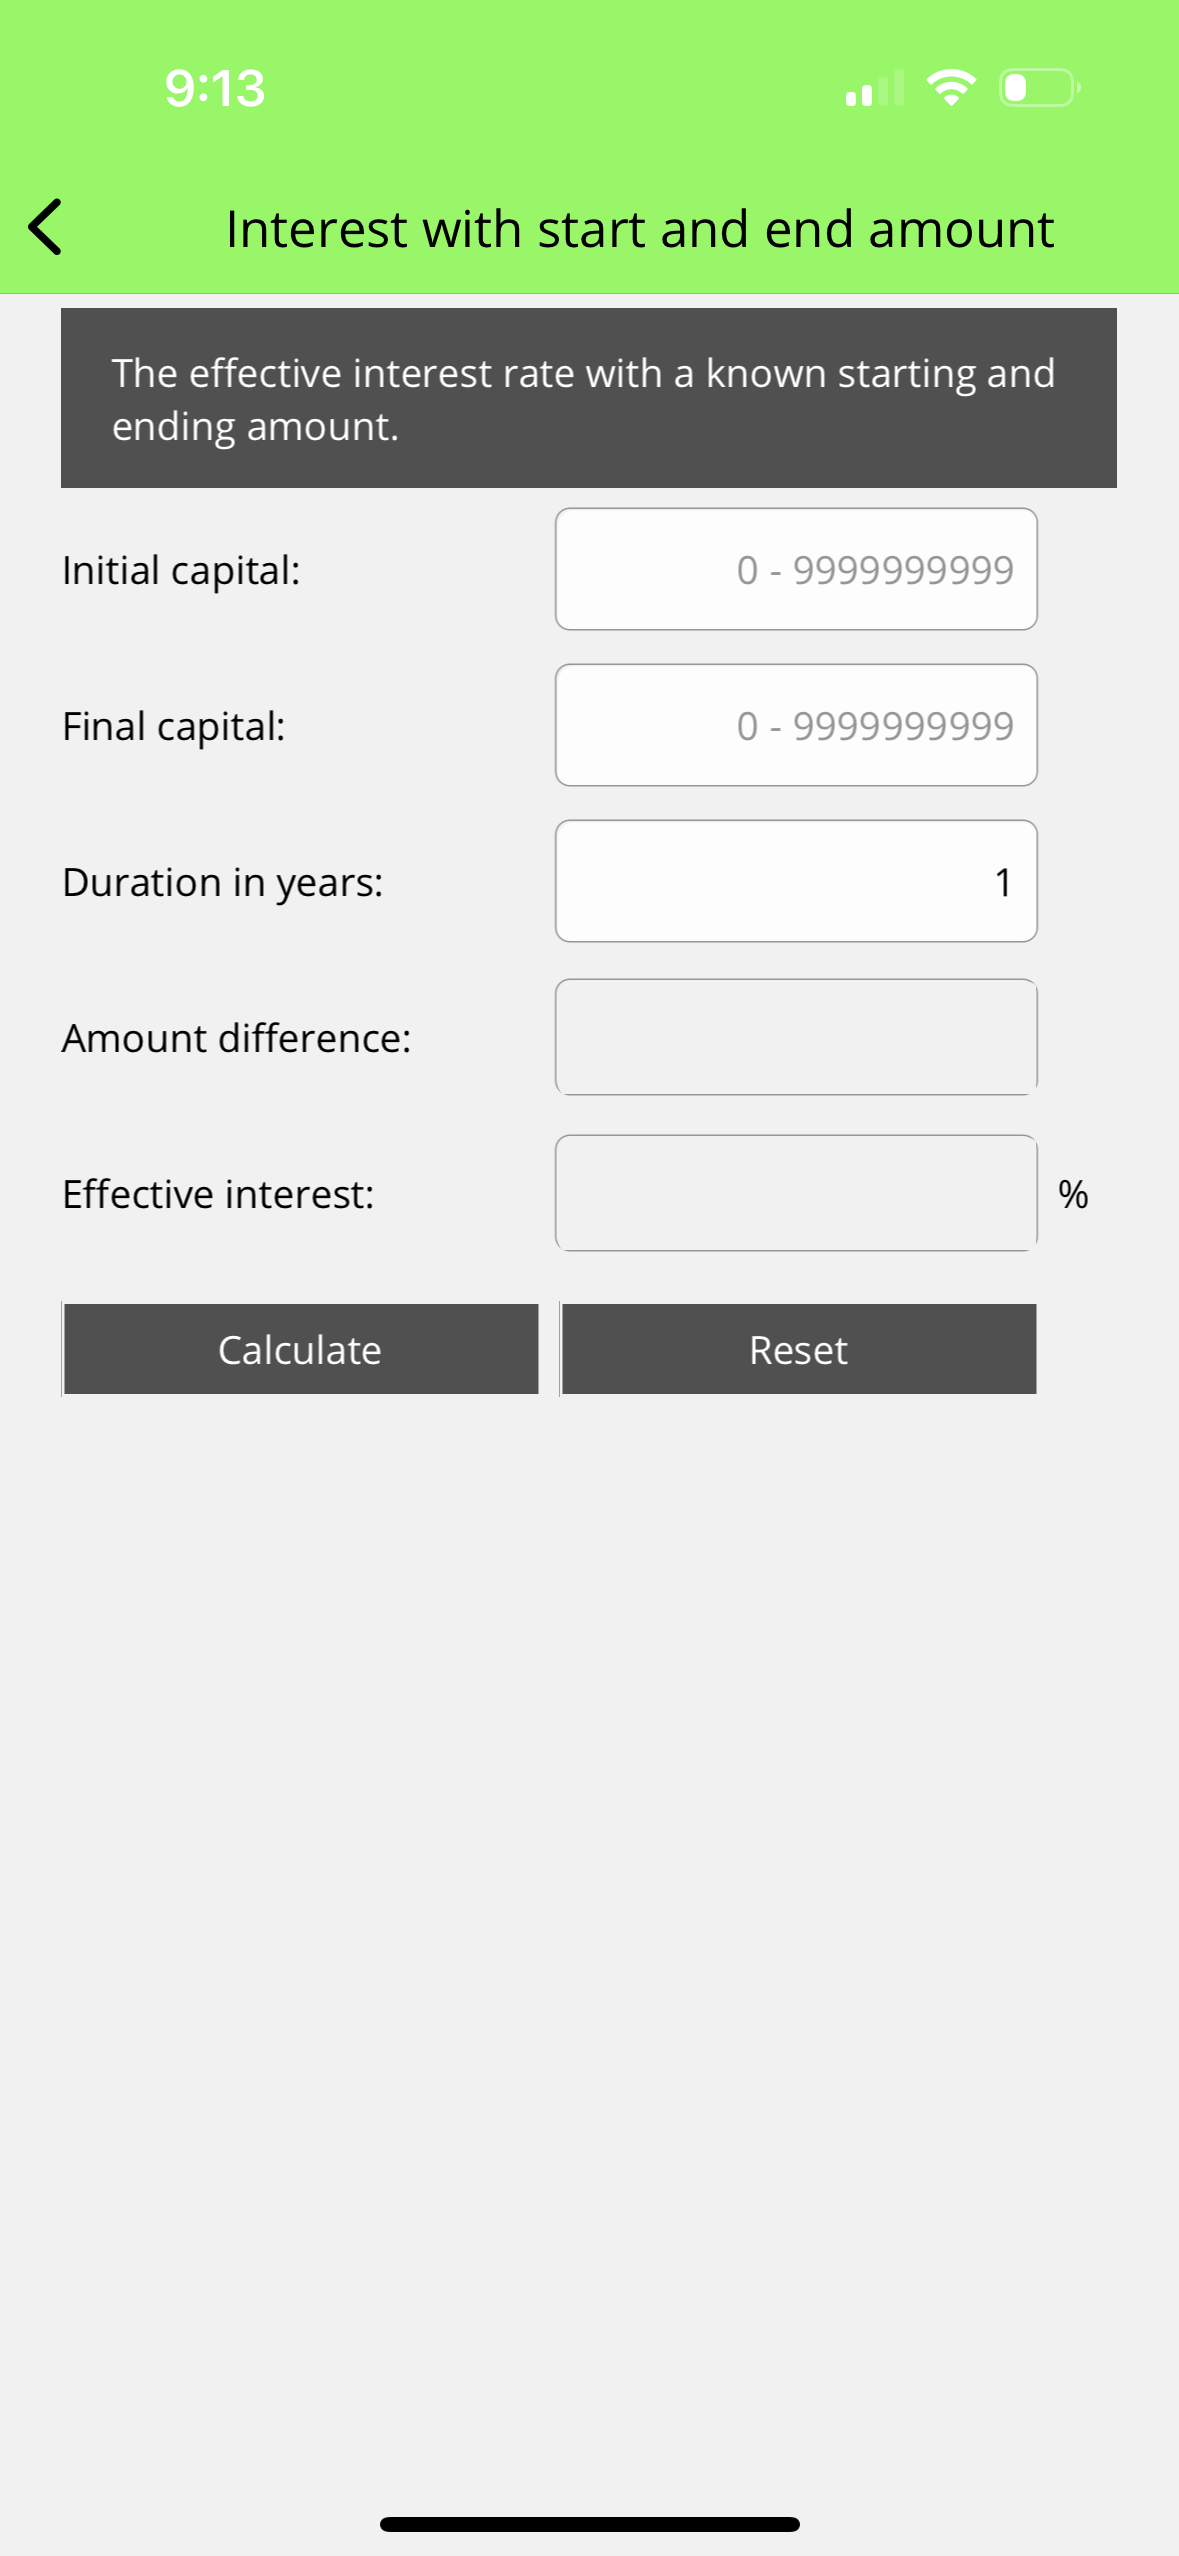 9:13
Interest with start and end amount
The effective interest rate with a known starting and
ending amount.
Initial capital: 0 - 9999999999
Final capital: 0 - 9999999999
Duration in years: 1
Amount difference:
Effective interest: %
Calculate Reset